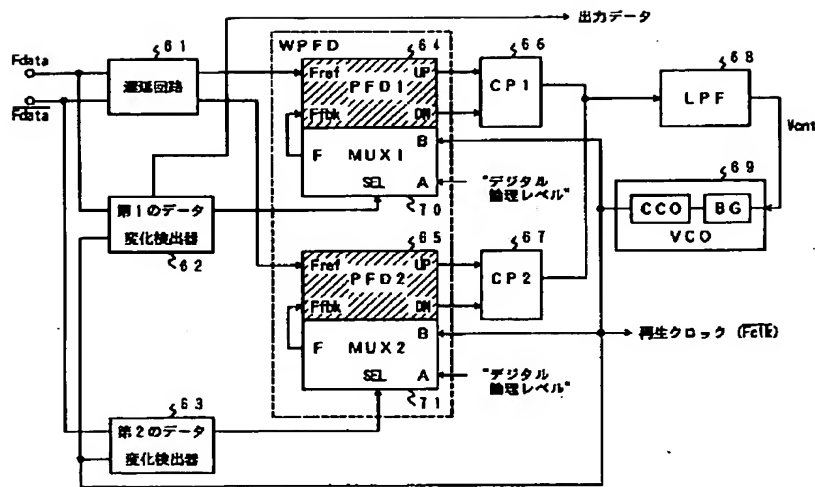 出力データ
61
WPFD
64
66
68
Fdata
Fdata
遅延回路
Fref
UP
PFD1
Ffbk
DN
CP1
LPF
Vcnt
F
MUX1
B
SEL
A
"デジタル
論理レベル"
70
69
CCO
BG
VCO
第1のデータ
変化検出器
62
65
67
Fref
UP
PFD2
Ffbk
DN
CP2
F
MUX2
B
SEL
A
再生クロック (Fclk)
"デジタル
論理レベル"
71
63
第2のデータ
変化検出器